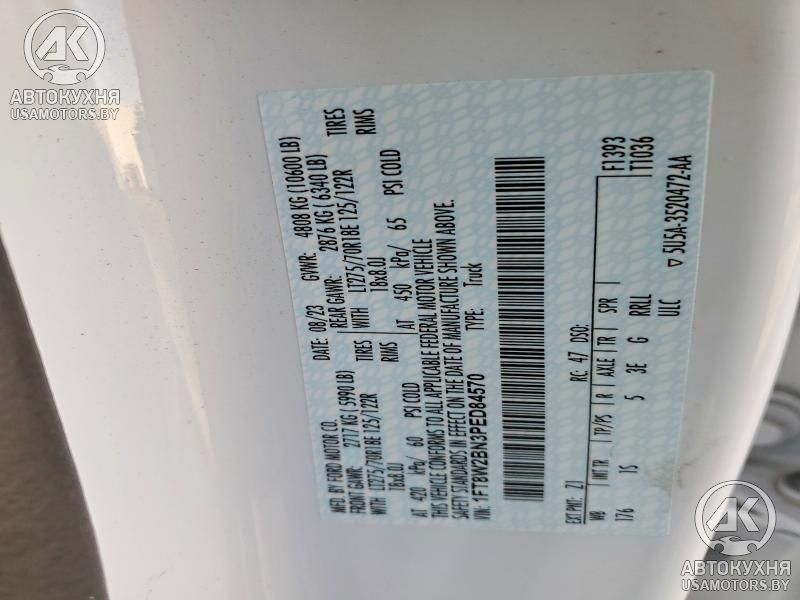 АВТОКУХНЯ
USAMOTORS.BY
MFD. BY FORD MOTOR CO.
DATE: 08/23 GVWR: 4808 KG (10600 LB)
FRONT GAWR: 2717 KG (5990 LB) REAR GAWR: 2876 KG (6340 LB)
WITH LT275/70R18E 125/122R TIRES WITH LT275/70R18E 125/122R TIRES
18x8.0J RIMS 18x8.0J RIMS
AT 420 kPa/ 60 PSI COLD AT 450 kPa/ 65 PSI COLD
THIS VEHICLE CONFORMS TO ALL APPLICABLE FEDERAL MOTOR VEHICLE
SAFETY STANDARDS IN EFFECT ON THE DATE OF MANUFACTURE SHOWN ABOVE.
VIN: 1FT8W2BN3PED84570 TYPE: Truck
F1393
T1036
EXT PNT: Z1 RC: 47 DSO:
WB INT TR TP/PS R AXLE TR SPR
176 1S 5 3E G RRLL
ULC ▽ 5U5A-3520472-AA
АВТОКУХНЯ
USAMOTORS.BY